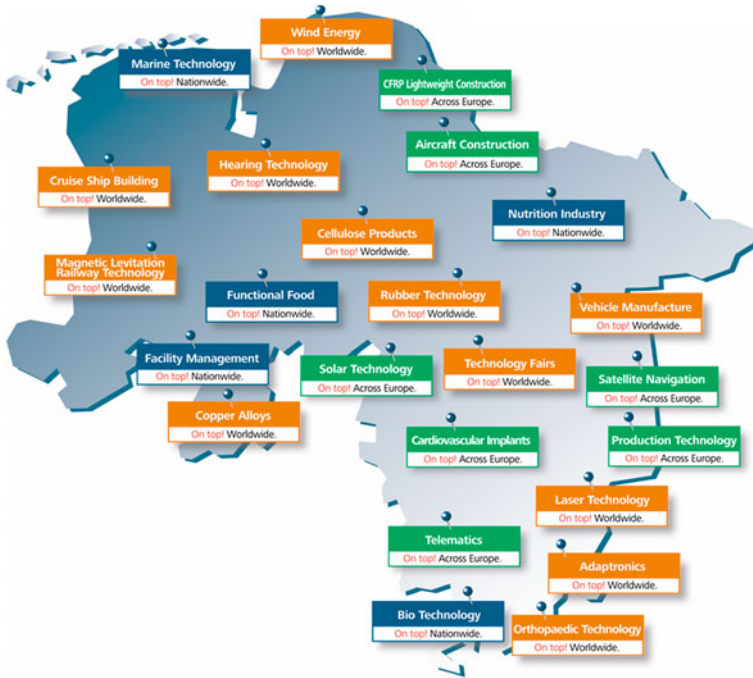 Wind Energy
On top! Worldwide.
Marine Technology
On top! Nationwide.
CFRP Lightweight Construction
On top! Across Europe.
Aircraft Construction
On top! Across Europe.
Hearing Technology
On top! Worldwide.
Cruise Ship Building
On top! Worldwide.
Nutrition Industry
On top! Nationwide.
Cellulose Products
On top! Worldwide.
Magnetic Levitation
Railway Technology
On top! Worldwide.
Functional Food
On top! Nationwide.
Rubber Technology
On top! Worldwide.
Vehicle Manufacture
On top! Worldwide.
Facility Management
On top! Nationwide.
Solar Technology
On top! Across Europe.
Technology Fairs
On top! Worldwide.
Satellite Navigation
On top! Across Europe.
Copper Alloys
On top! Worldwide.
Cardiovascular Implants
On top! Across Europe.
Production Technology
On top! Across Europe.
Laser Technology
On top! Worldwide.
Telematics
On top! Across Europe.
Adaptronics
On top! Worldwide.
Bio Technology
On top! Nationwide.
Orthopaedic Technology
On top! Worldwide.